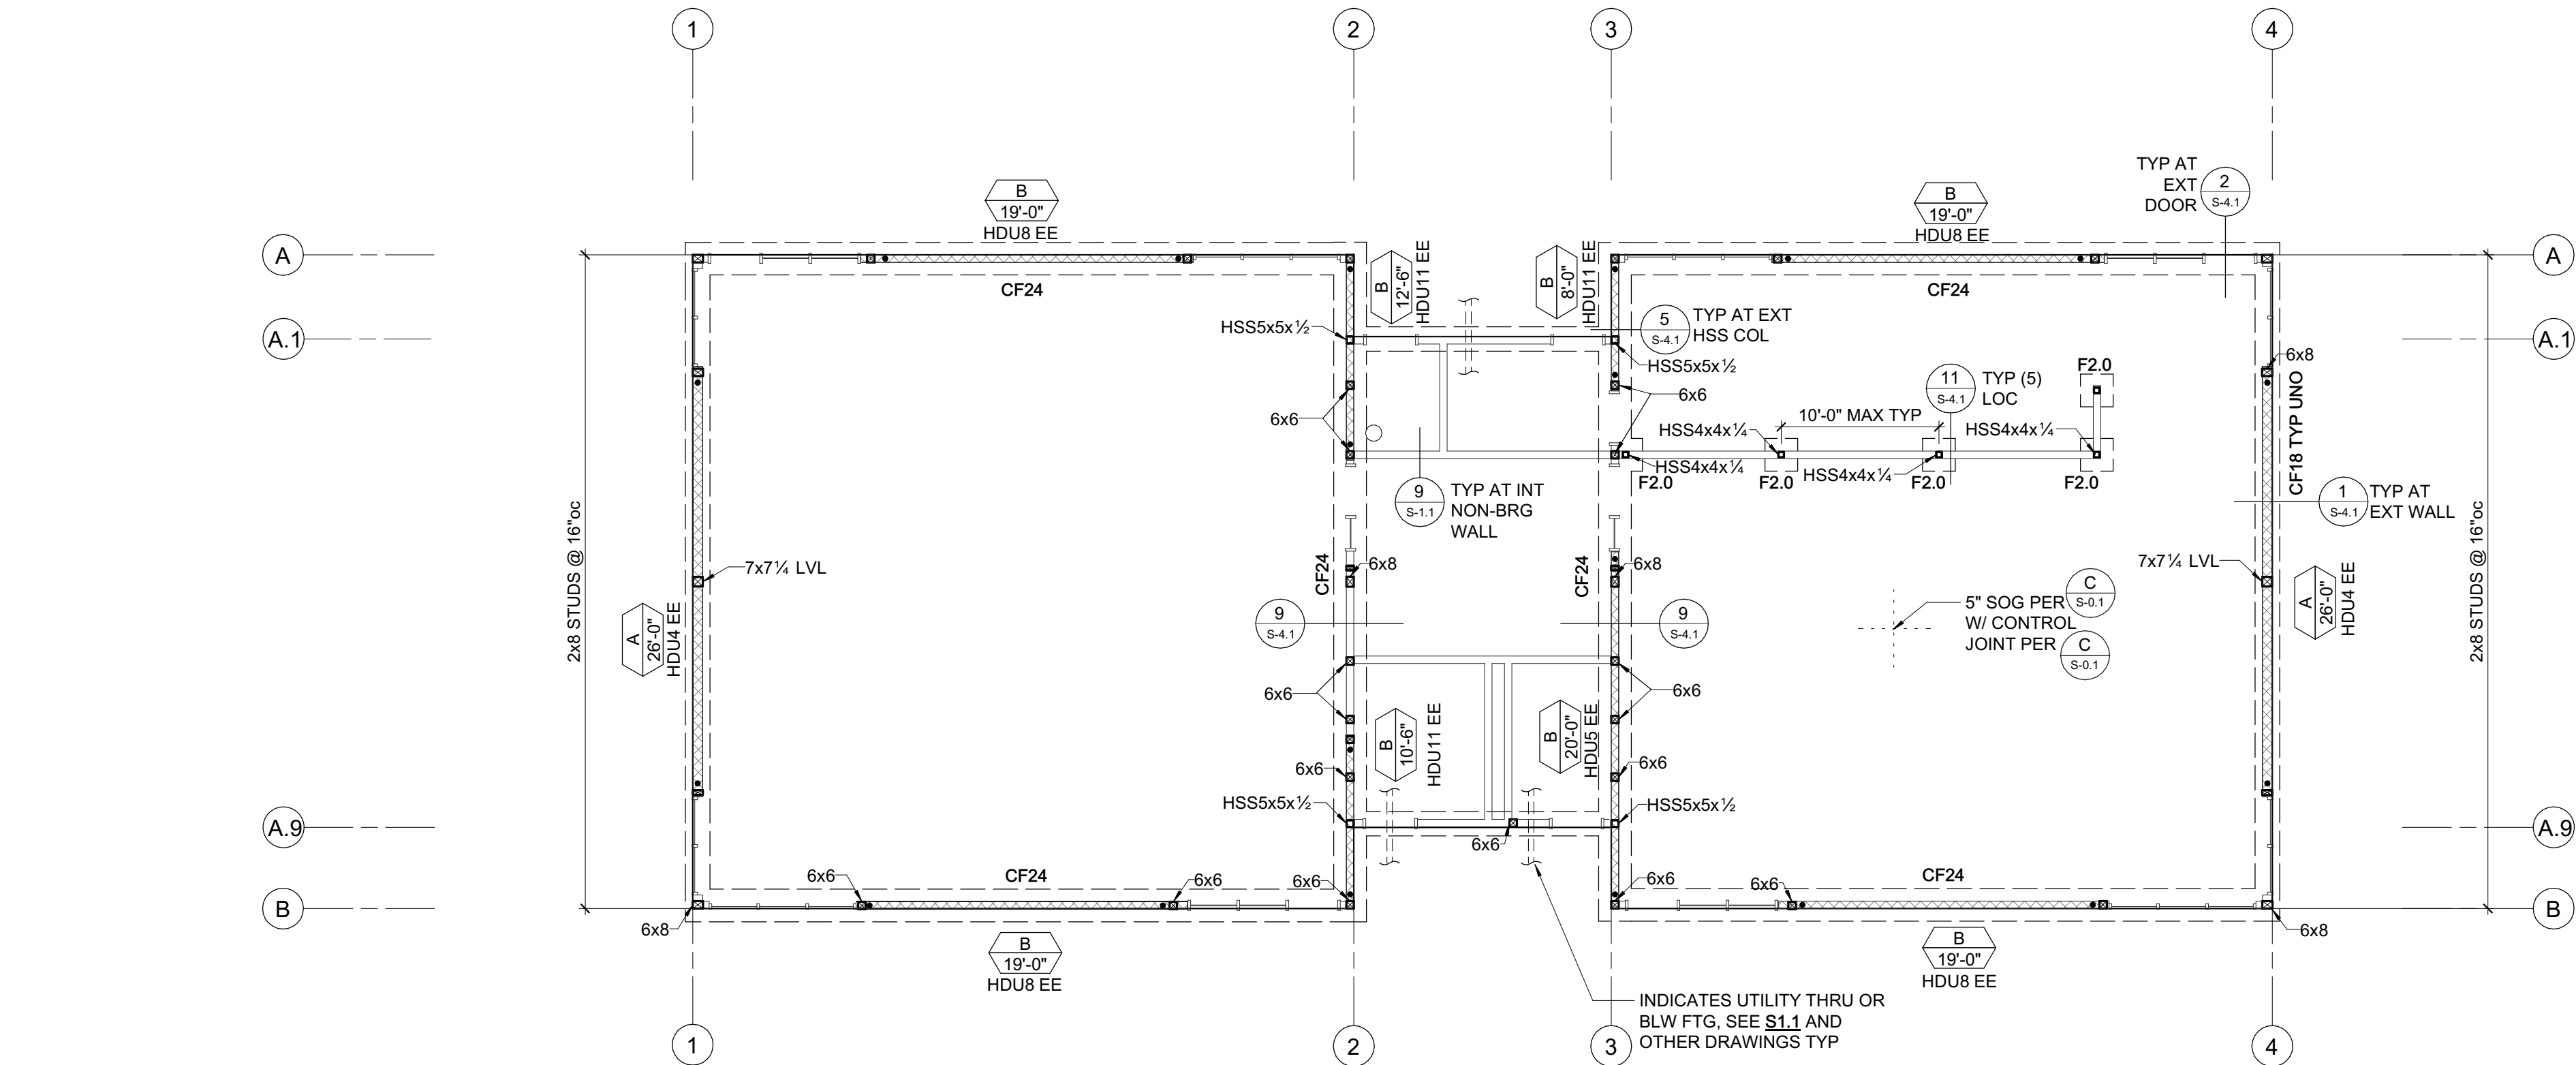 1
2
3
4
TYP AT
EXT
DOOR
2
S-4.1
B
19'-0"
HDU8 EE
B
19'-0"
HDU8 EE
A
A
B
12'-6"
HDU11 EE
B
8'-0"
HDU11 EE
CF24
CF24
A.1
A.1
HSS5x5x½
5
S-4.1
TYP AT EXT
HSS COL
HSS5x5x½
6x8
F2.0
11
S-4.1
TYP (5)
LOC
6x6
6x6
10'-0" MAX TYP
HSS4x4x¼
HSS4x4x¼
HSS4x4x¼
HSS4x4x¼
F2.0
F2.0
F2.0
F2.0
CF18 TYP UNO
9
S-1.1
TYP AT INT
NON-BRG
WALL
1
S-4.1
TYP AT
EXT WALL
2x8 STUDS @ 16"oc
2x8 STUDS @ 16"oc
7x7¼ LVL
CF24
6x8
CF24
6x8
7x7¼ LVL
A
26'-0"
HDU4 EE
9
S-4.1
9
S-4.1
5" SOG PER
W/ CONTROL
JOINT PER
C
S-0.1
C
S-0.1
A
26'-0"
HDU4 EE
6x6
6x6
B
10'-6"
HDU11 EE
B
20'-0"
HDU5 EE
6x6
6x6
HSS5x5x½
HSS5x5x½
A.9
A.9
6x6
6x6
CF24
6x6
6x6
6x6
6x6
CF24
B
B
6x8
6x8
B
19'-0"
HDU8 EE
B
19'-0"
HDU8 EE
INDICATES UTILITY THRU OR
BLW FTG, SEE S1.1 AND
OTHER DRAWINGS TYP
1
2
3
4